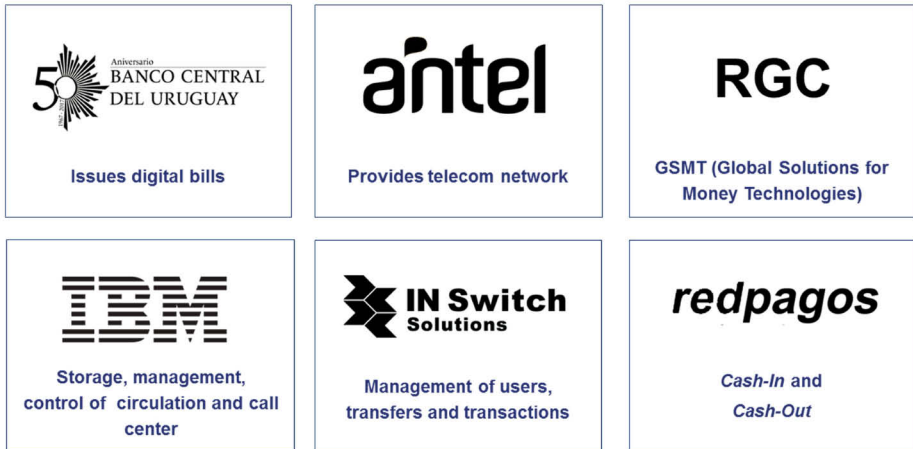 50
Aniversario
BANCO CENTRAL
DEL URUGUAY
Issues digital bills
antel
Provides telecom network
RGC
GSMT (Global Solutions for
Money Technologies)
IBM
Storage, management,
control of circulation and call
center
IN Switch
Solutions
Management of users,
transfers and transactions
redpagos
Cash-In and
Cash-Out